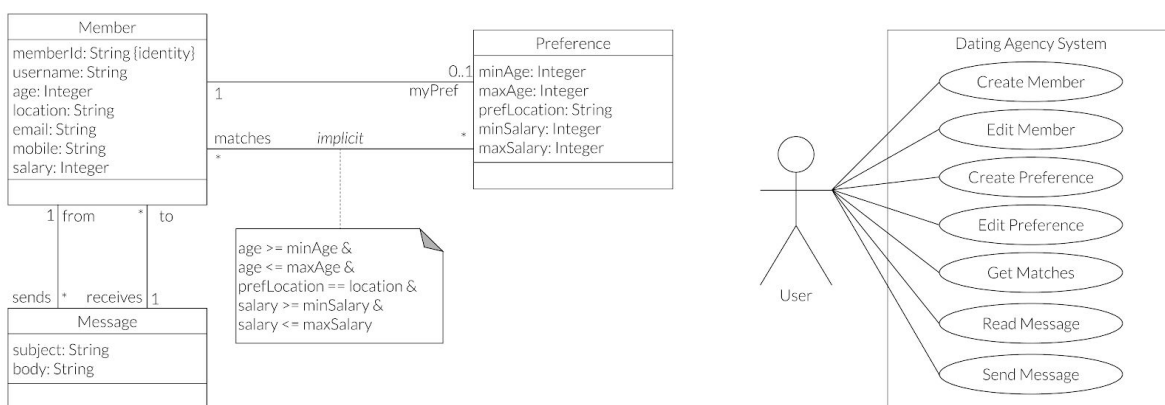 Member
memberId: String {identity}
username: String
age: Integer
location: String
email: String
mobile: String
salary: Integer
1
0..1
myPref
matches
implicit
*
*
Preference
minAge: Integer
maxAge: Integer
prefLocation: String
minSalary: Integer
maxSalary: Integer
1 from
* to
sends *
receives 1
Message
subject: String
body: String
age >= minAge &
age <= maxAge &
prefLocation == location &
salary >= minSalary &
salary <= maxSalary
User
Dating Agency System
Create Member
Edit Member
Create Preference
Edit Preference
Get Matches
Read Message
Send Message